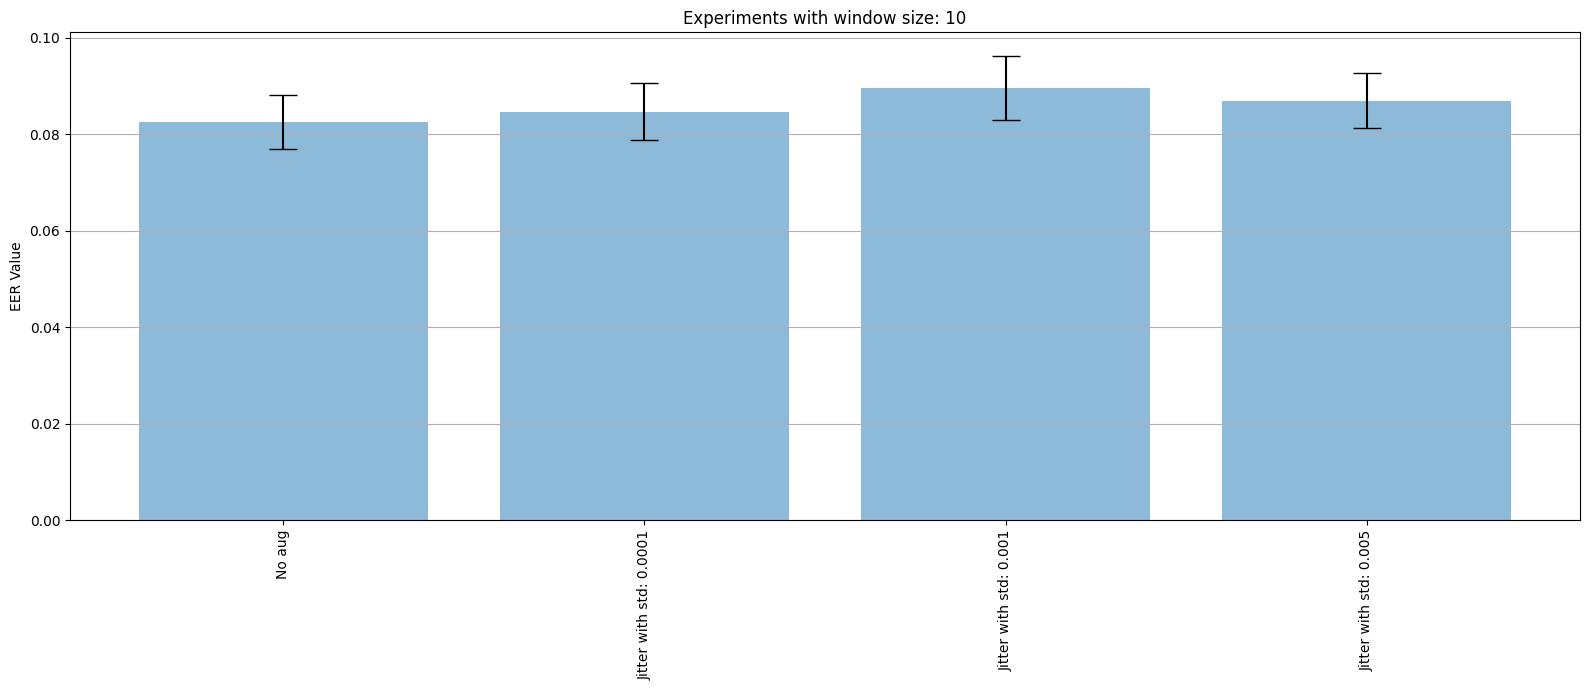 Experiments with window size: 10
0.10
0.08
0.06
0.04
0.02
0.00
EER Value
No aug
Jitter with std: 0.0001
Jitter with std: 0.001
Jitter with std: 0.005